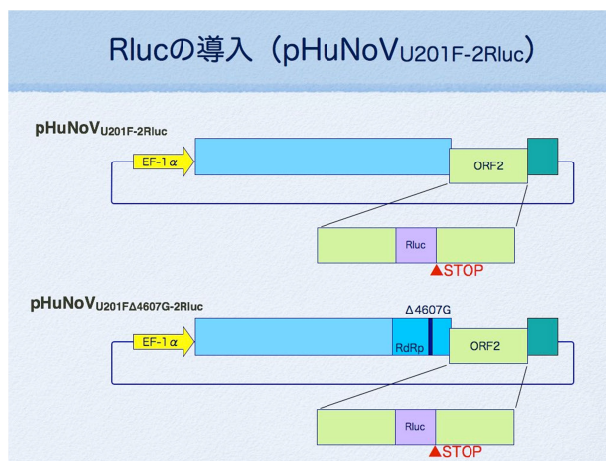 Rlucの導入（pHuNoVU201F-2Rluc）
pHuNoVU201F-2Rluc
EF-1α
ORF2
Rluc
▲STOP
pHuNoVU201FΔ4607G-2Rluc
Δ4607G
EF-1α
RdRp
ORF2
Rluc
▲STOP